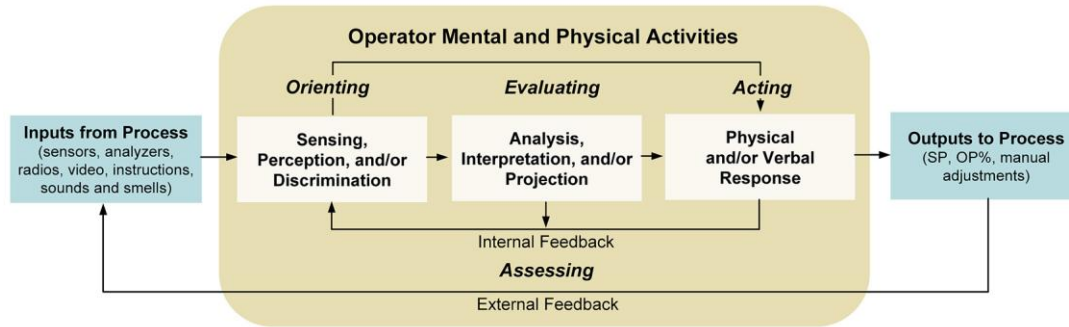 Operator Mental and Physical Activities
Orienting
Evaluating
Acting
Inputs from Process
(sensors, analyzers,
radios, video, instructions,
sounds and smells)
Sensing,
Perception, and/or
Discrimination
Analysis,
Interpretation, and/or
Projection
Physical
and/or Verbal
Response
Outputs to Process
(SP, OP%, manual
adjustments)
Internal Feedback
Assessing
External Feedback